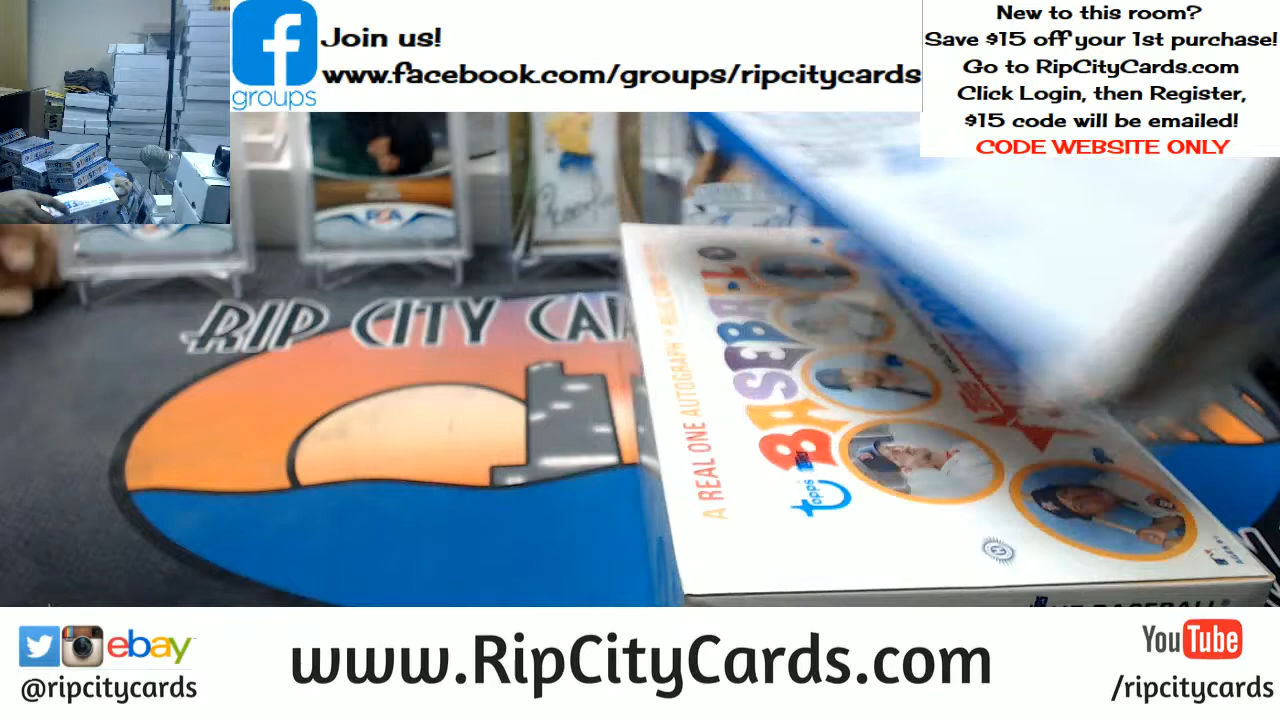 groups
Join us!
www.facebook.com/groups/ripcitycards
New to this room?
Save $15 off your 1st purchase!
Go to RipCityCards.com
Click Login, then Register,
$15 code will be emailed!
CODE WEBSITE ONLY
RIP CITY CA
A REAL ONE AUTOGRAPH
BASEBALL
topps
ebay
@ripcitycards
www.RipCityCards.com
YouTube
/ripcitycards